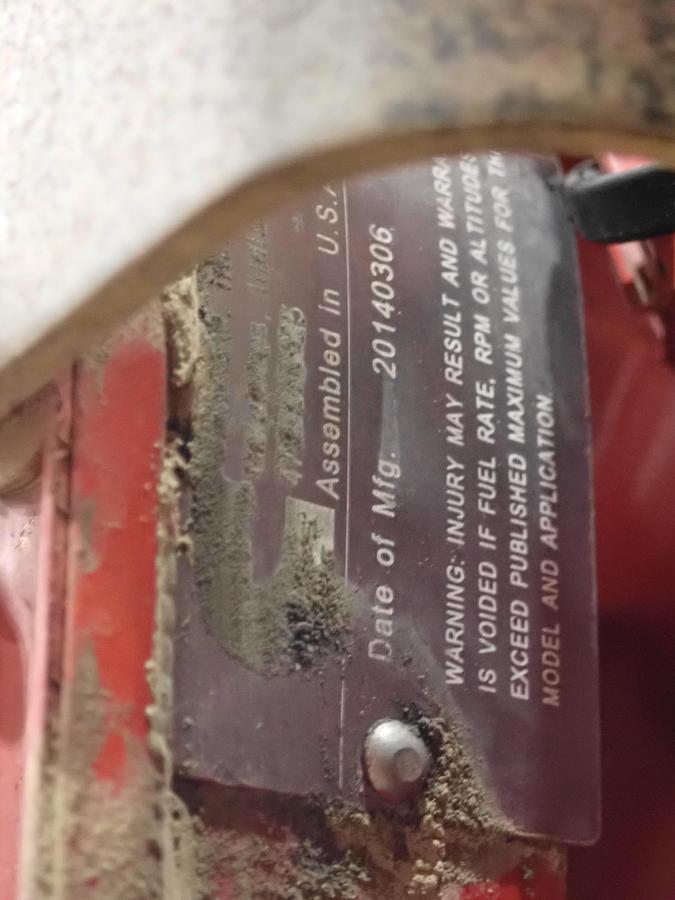 Assembled in U.S.A
Date of Mfg. 20140306
WARNING: INJURY MAY RESULT AND WARRA
IS VOIDED IF FUEL RATE, RPM OR ALTITUDES
EXCEED PUBLISHED MAXIMUM VALUES FOR TH
MODEL AND APPLICATION.